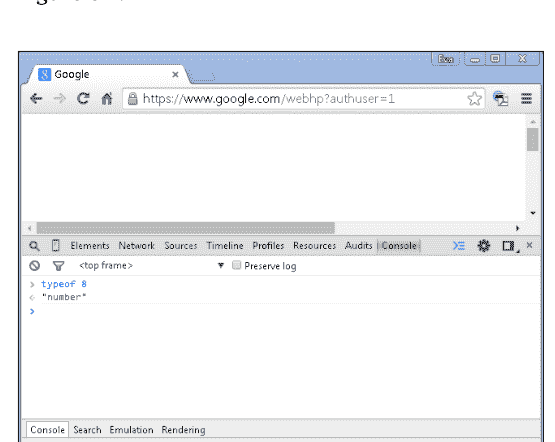 Google
https://www.google.com/webhp?authuser=1
Elements Network Sources Timeline Profiles Resources Audits Console
<top frame> Preserve log
typeof 8
"number"
Console Search Emulation Rendering